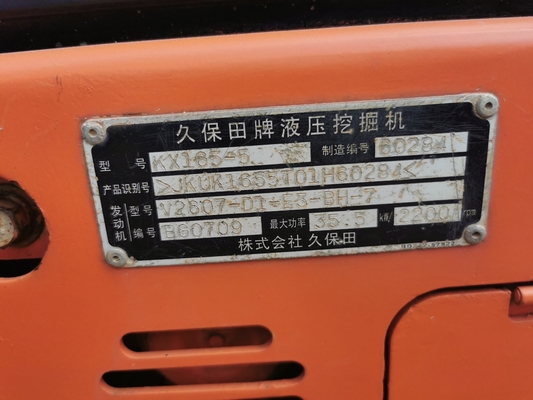 久保田牌液压挖掘机
型号 KX165-5 制造编号 60284
产品识别号 >JKUK1655T01H60284<
发动机 型号 V2607-DI-E3-BH-7
编号 BG0709 最大功率 35.5 kW/ 2200 rpm
株式会社 久保田